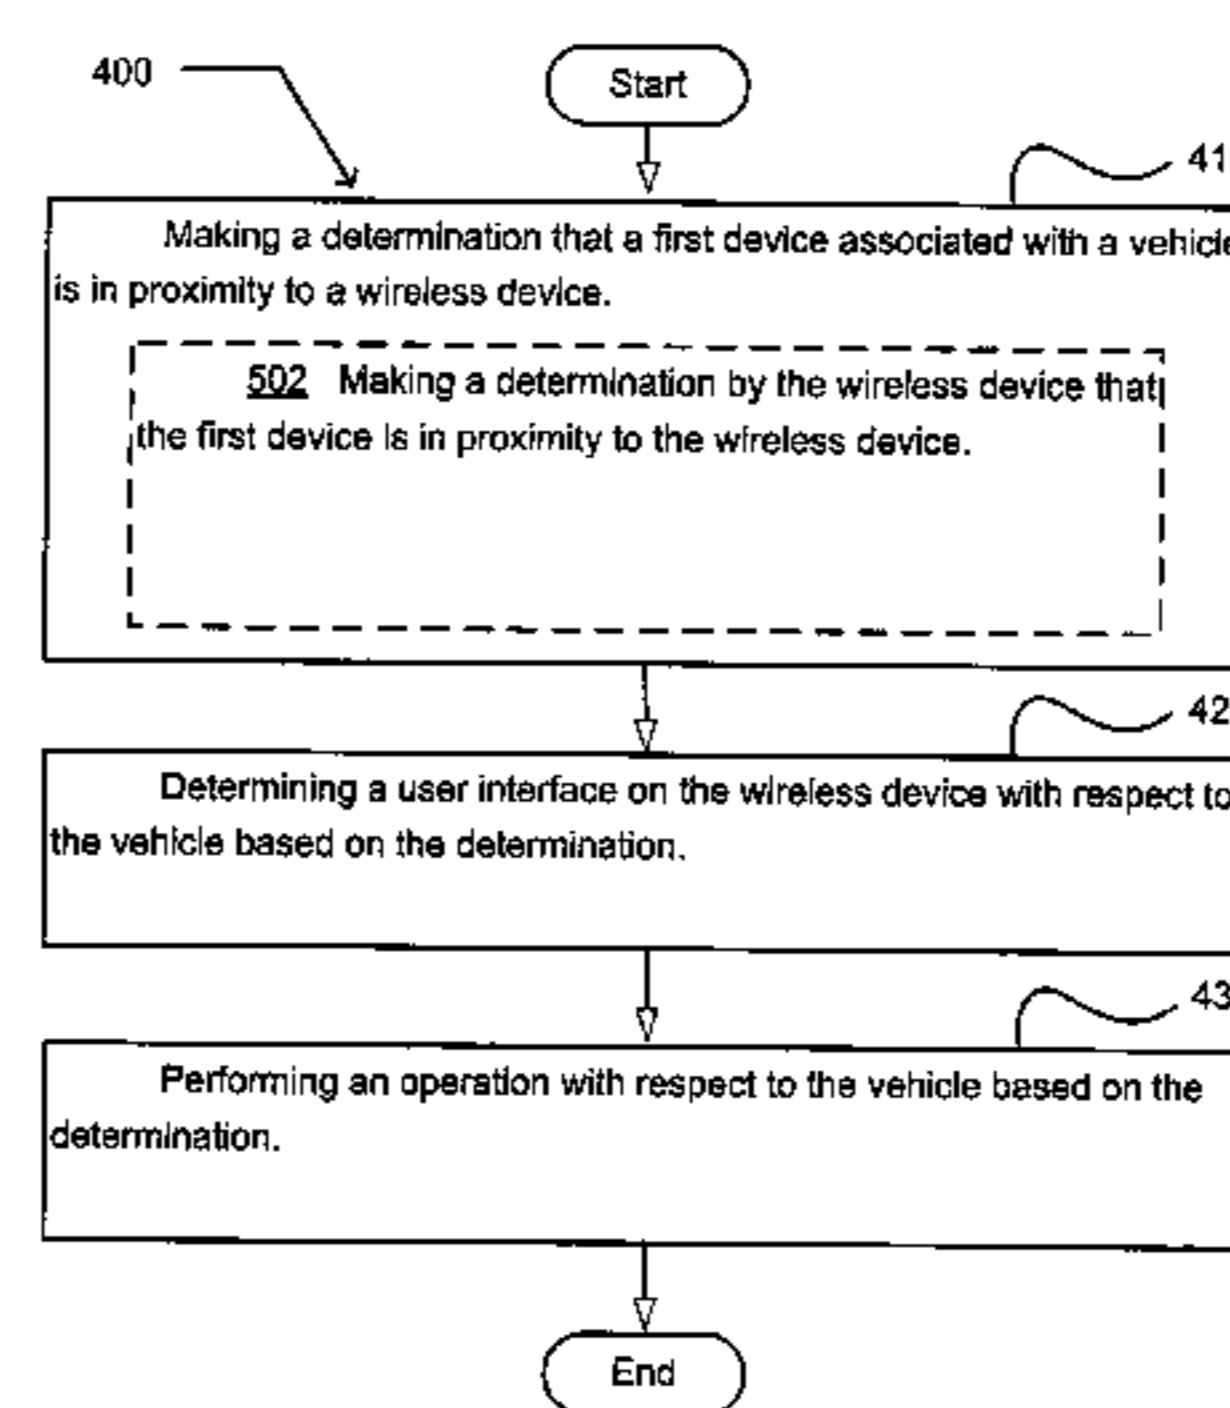 400
Start
41
Making a determination that a first device associated with a vehicle
is in proximity to a wireless device.
502 Making a determination by the wireless device that
the first device is in proximity to the wireless device.
42
Determining a user interface on the wireless device with respect to
the vehicle based on the determination.
43
Performing an operation with respect to the vehicle based on the
determination.
End